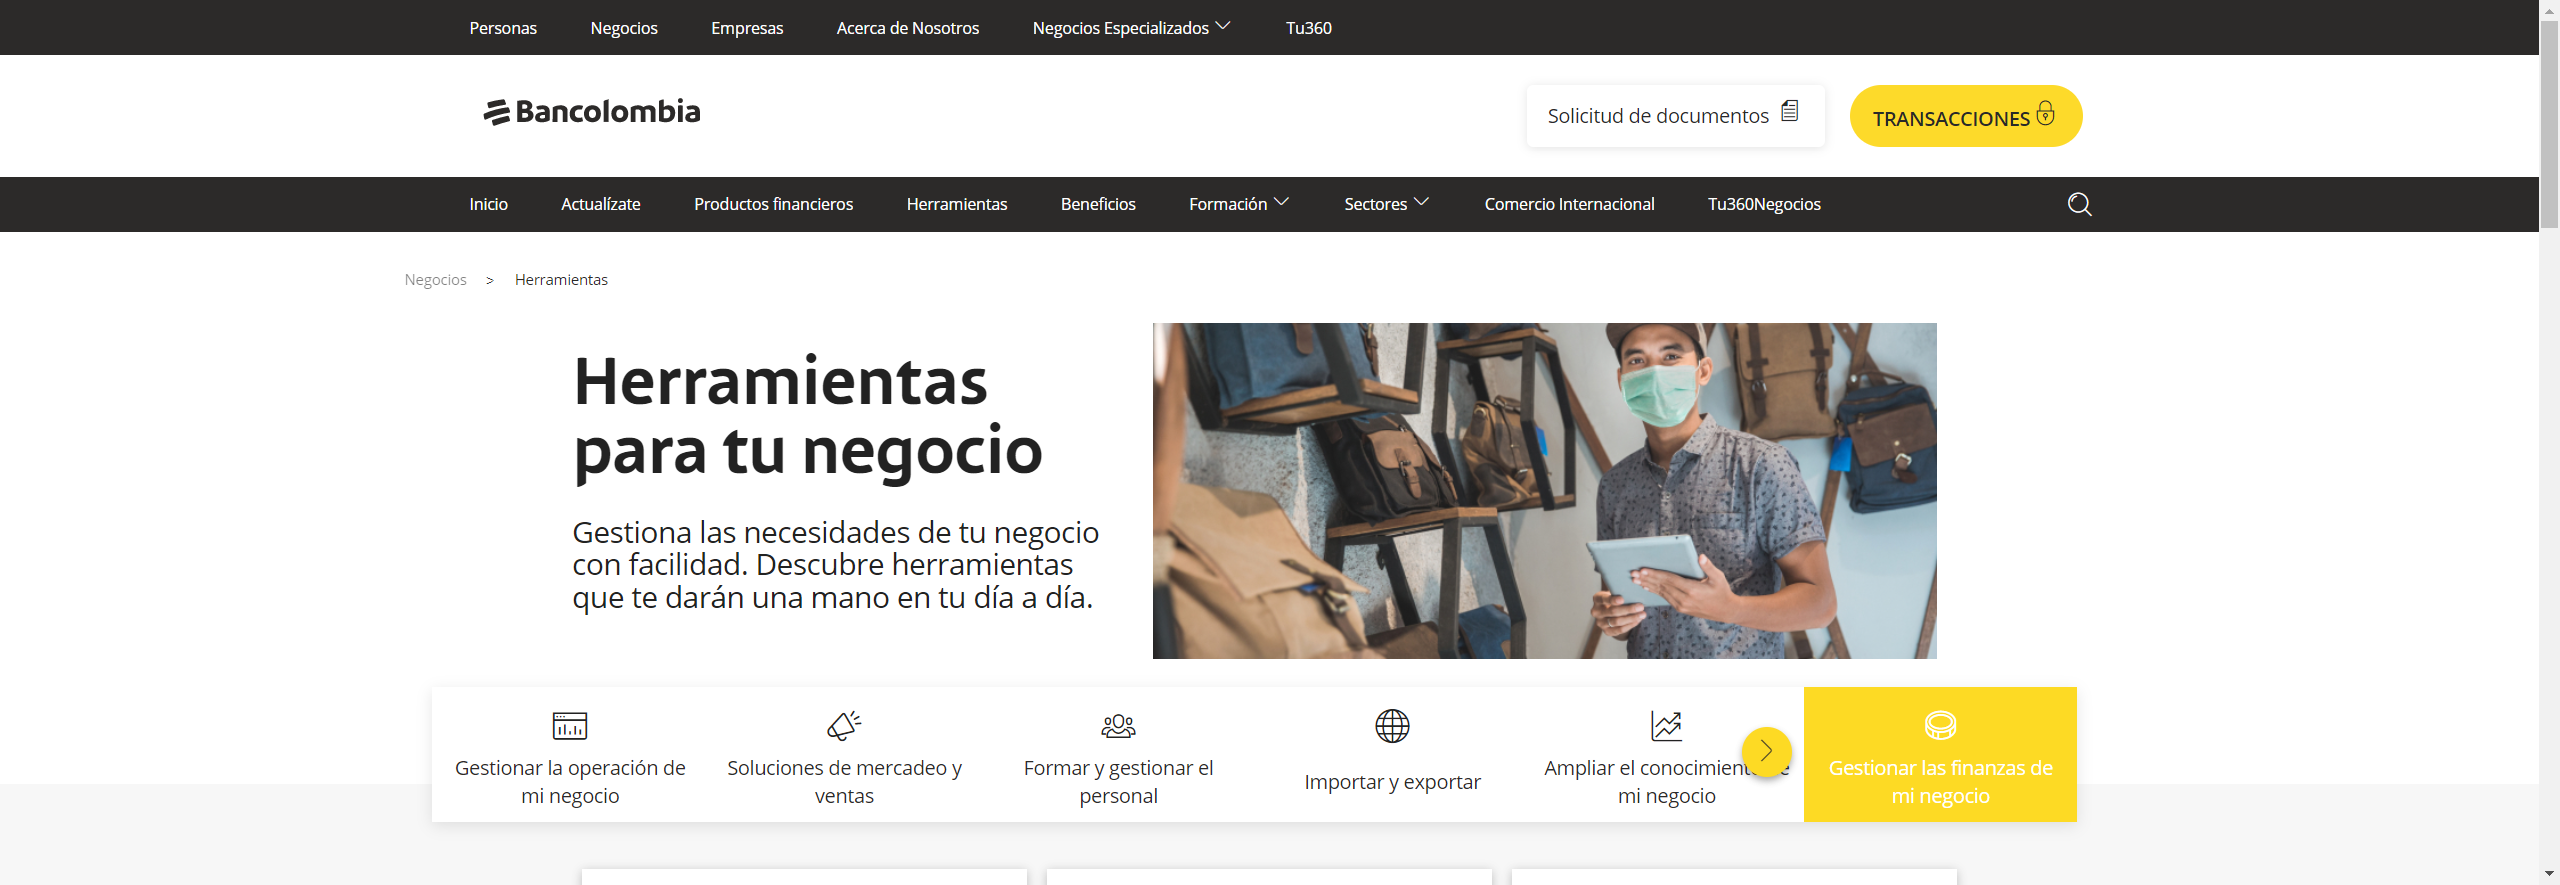 Personas Negocios Empresas Acerca de Nosotros Negocios Especializados Tu360
Bancolombia
Solicitud de documentos
TRANSACCIONES
Inicio Actualízate Productos financieros Herramientas Beneficios Formación Sectores Comercio Internacional Tu360Negocios
Negocios > Herramientas
Herramientas
para tu negocio
Gestiona las necesidades de tu negocio
con facilidad. Descubre herramientas
que te darán una mano en tu día a día.
Gestionar la operación de
mi negocio
Soluciones de mercadeo y
ventas
Formar y gestionar el
personal
Importar y exportar
Ampliar el conocimiento de
mi negocio
Gestionar las finanzas de
mi negocio